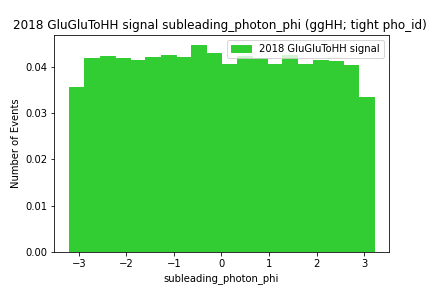 2018 GluGluToHH signal subleading_photon_phi (ggHH; tight pho_id)
2018 GluGluToHH signal
Number of Events
0.04
0.03
0.02
0.01
0.00
−3 −2 −1 0 1 2 3
subleading_photon_phi